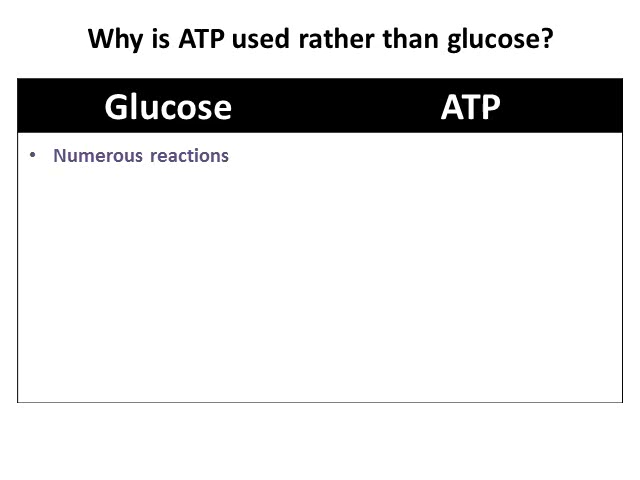 Why is ATP used rather than glucose?
Glucose ATP
• Numerous reactions